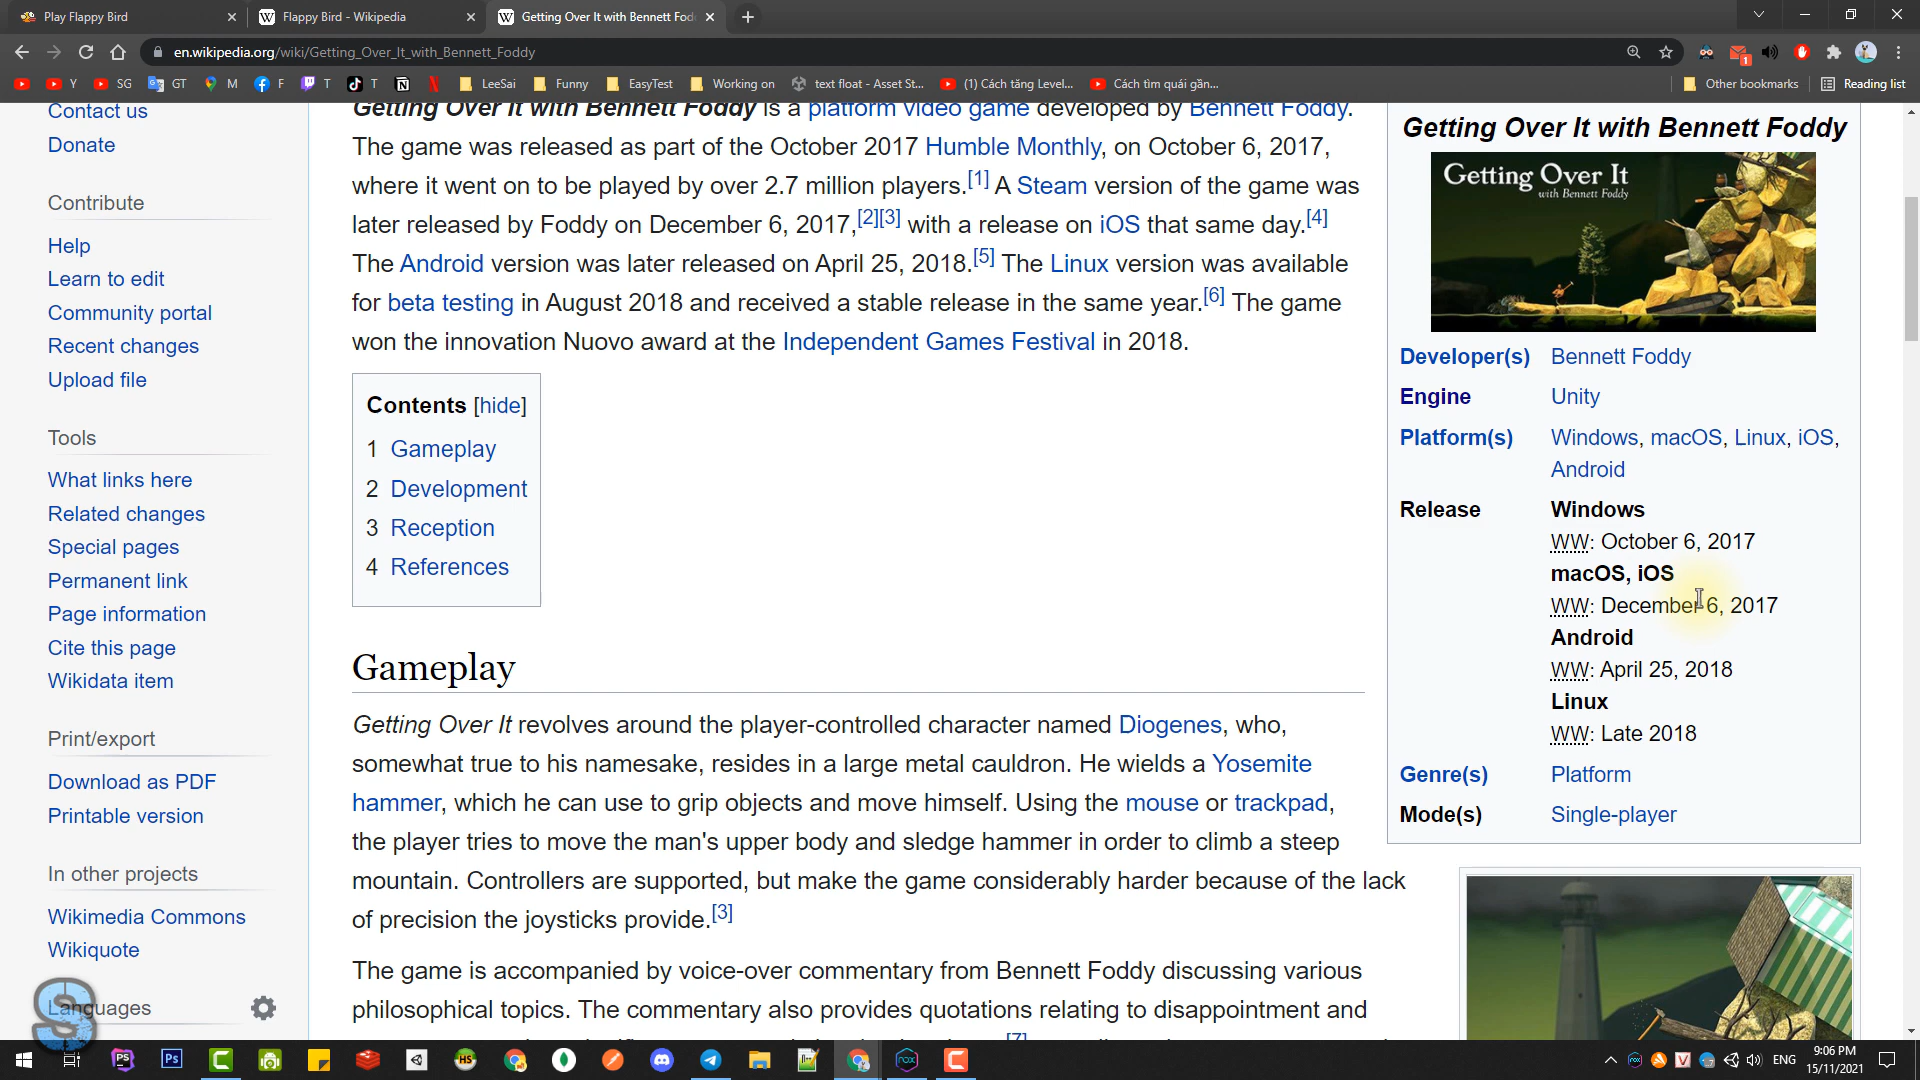 Play Flappy Bird
Flappy Bird - Wikipedia
Getting Over It with Bennett Fod
en.wikipedia.org/wiki/Getting_Over_It_with_Bennett_Foddy
Y
SG
GT
M
F
T
T
LeeSai
Funny
EasyTest
Working on
text float - Asset St...
(1) Cách tăng Level...
Cách tìm quái gần...
Other bookmarks
Reading list
Contact us
Donate
Contribute
Help
Learn to edit
Community portal
Recent changes
Upload file
Tools
What links here
Related changes
Special pages
Permanent link
Page information
Cite this page
Wikidata item
Print/export
Download as PDF
Printable version
In other projects
Wikimedia Commons
Wikiquote
Languages
Getting Over It with Bennett Foddy is a platform video game developed by Bennett Foddy.
The game was released as part of the October 2017 Humble Monthly, on October 6, 2017,
where it went on to be played by over 2.7 million players.[1] A Steam version of the game was
later released by Foddy on December 6, 2017,[2][3] with a release on iOS that same day.[4]
The Android version was later released on April 25, 2018.[5] The Linux version was available
for beta testing in August 2018 and received a stable release in the same year.[6] The game
won the innovation Nuovo award at the Independent Games Festival in 2018.
Contents [hide]
1 Gameplay
2 Development
3 Reception
4 References
Gameplay
Getting Over It revolves around the player-controlled character named Diogenes, who,
somewhat true to his namesake, resides in a large metal cauldron. He wields a Yosemite
hammer, which he can use to grip objects and move himself. Using the mouse or trackpad,
the player tries to move the man's upper body and sledge hammer in order to climb a steep
mountain. Controllers are supported, but make the game considerably harder because of the lack
of precision the joysticks provide.[3]
The game is accompanied by voice-over commentary from Bennett Foddy discussing various
philosophical topics. The commentary also provides quotations relating to disappointment and
[7]
Getting Over It with Bennett Foddy
Getting Over It
with Bennett Foddy
Developer(s) Bennett Foddy
Engine Unity
Platform(s) Windows, macOS, Linux, iOS,
Android
Release Windows
WW: October 6, 2017
macOS, iOS
WW: December 6, 2017
Android
WW: April 25, 2018
Linux
WW: Late 2018
Genre(s) Platform
Mode(s) Single-player
ENG
9:06 PM
15/11/2021